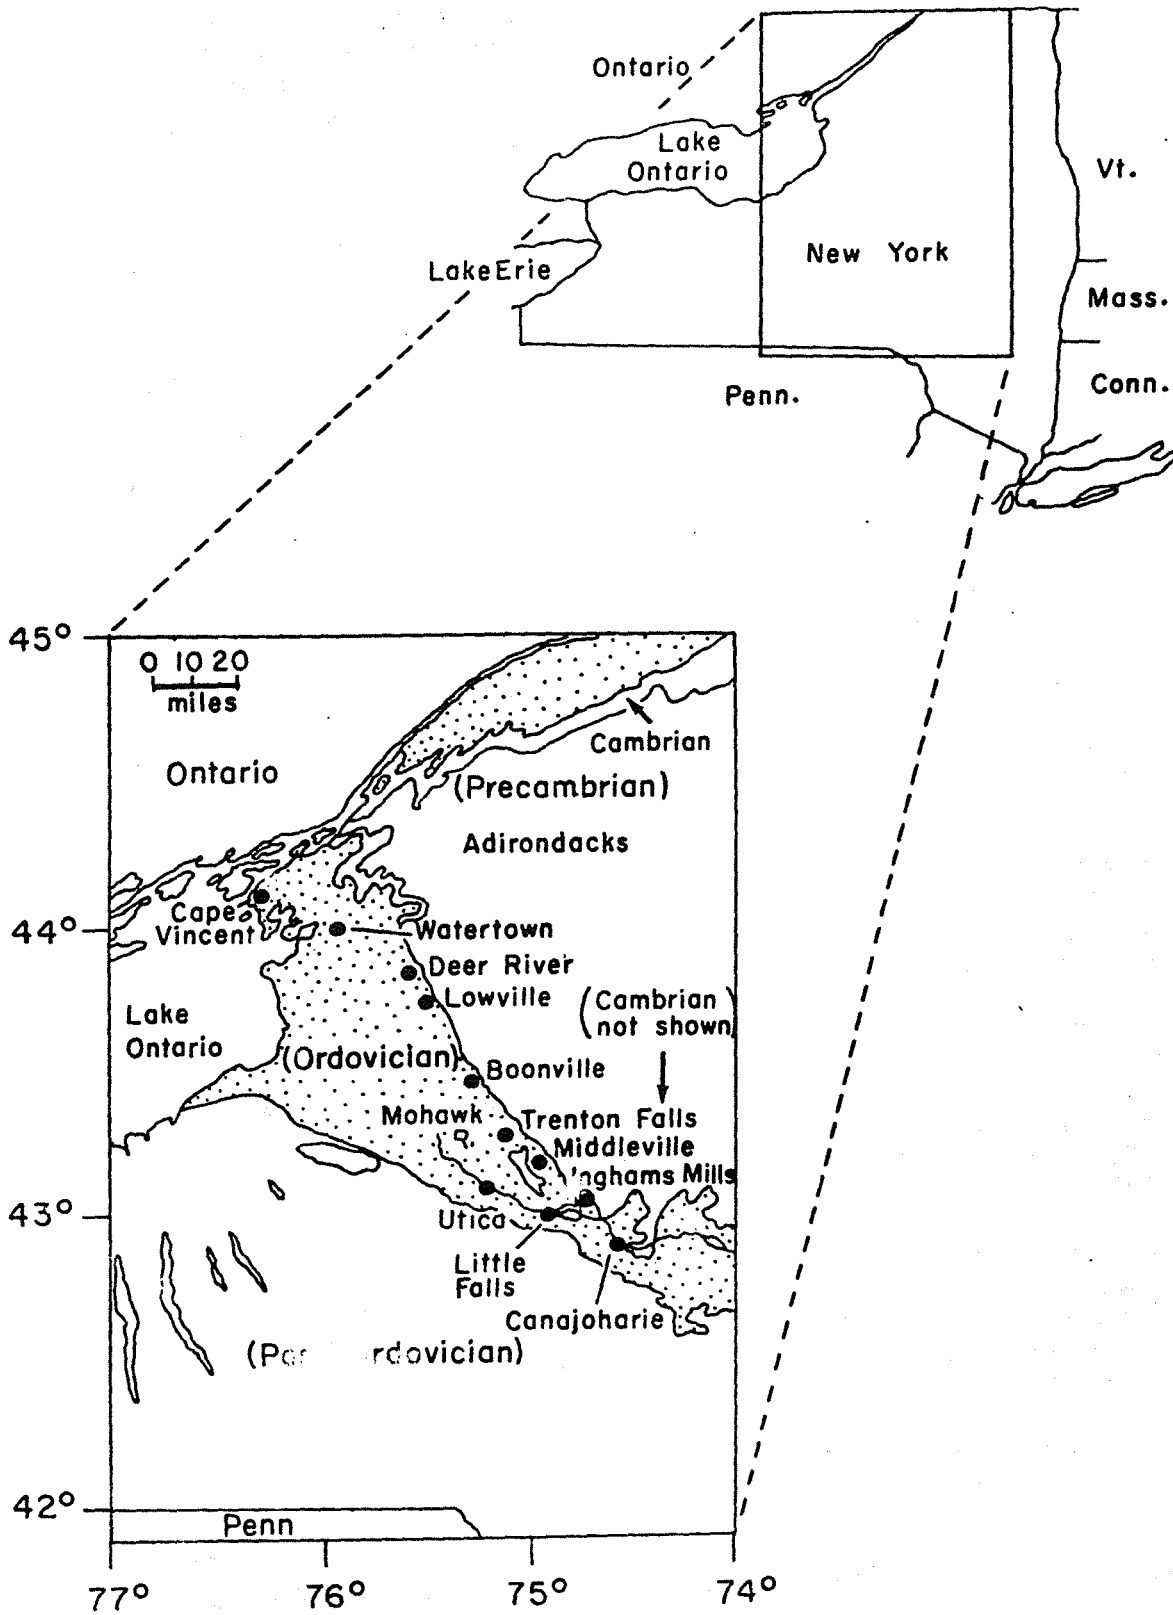 Ontario
Lake
Ontario
Vt.
New York
Lake Erie
Mass.
Penn.
Conn.
45°
0 10 20
miles
Cambrian
Ontario
(Precambrian)
Adirondacks
Cape
Vincent
44°
Watertown
Deer River
Lowville
(Cambrian
not shown)
Lake
Ontario
(Ordovician)
Boonville
Mohawk
R.
Trenton Falls
Middleville
Mills
43°
Utica
Little
Falls
Canajoharie
42°
Penn
77°
76°
75°
74°